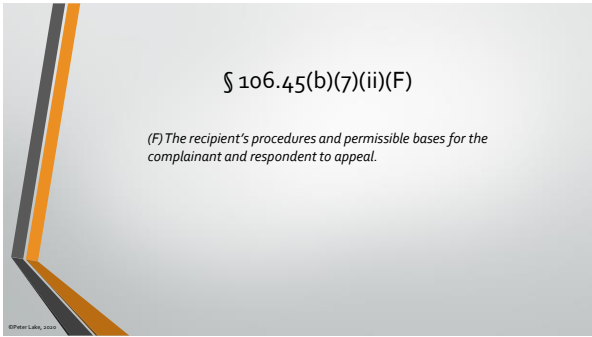 § 106.45(b)(7)(ii)(F)
(F) The recipient's procedures and permissible bases for the
complainant and respondent to appeal.
©Peter Lake, 2020